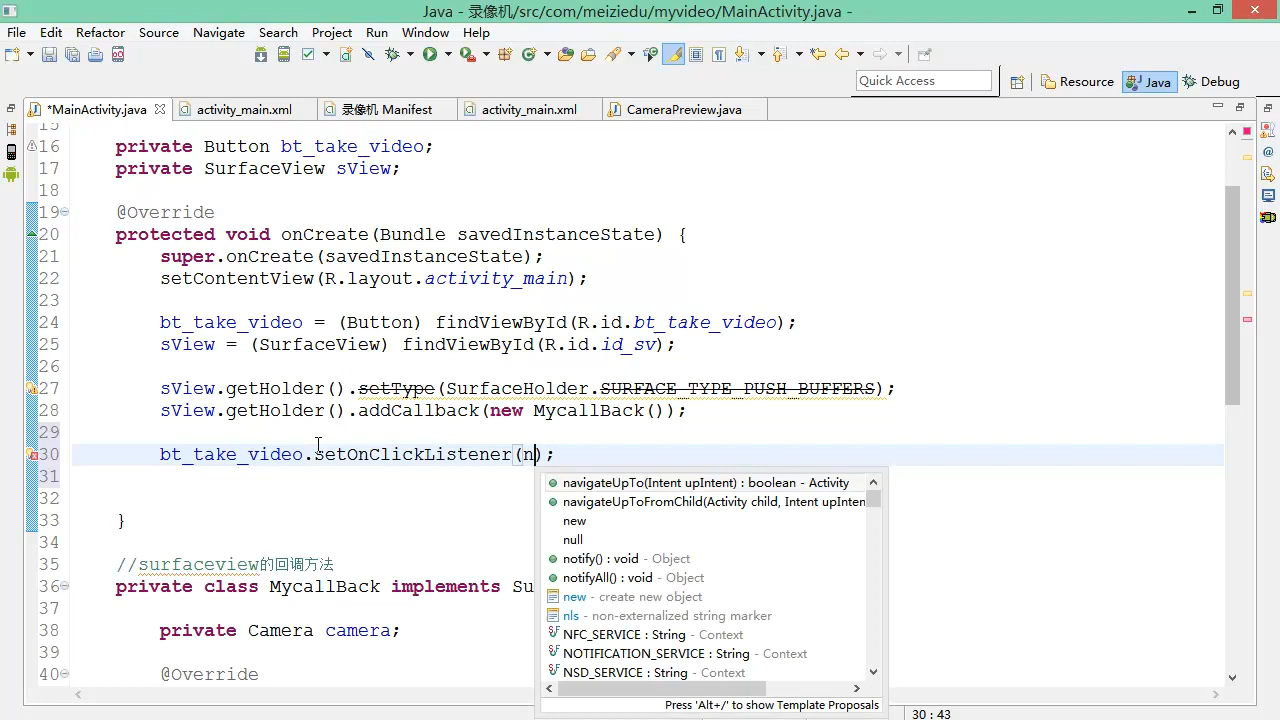 Java - 录像机/src/com/meiziedu/myvideo/MainActivity.java -
File Edit Refactor Source Navigate Search Project Run Window Help
Quick Access
Resource Java Debug
*MainActivity.java activity_main.xml 录像机 Manifest activity_main.xml CameraPreview.java
15
16 private Button bt_take_video;
17 private SurfaceView sView;
18
19 @Override
20 protected void onCreate(Bundle savedInstanceState) {
21 super.onCreate(savedInstanceState);
22 setContentView(R.layout.activity_main);
23
24 bt_take_video = (Button) findViewById(R.id.bt_take_video);
25 sView = (SurfaceView) findViewById(R.id.id_sv);
26
27 sView.getHolder().setType(SurfaceHolder.SURFACE_TYPE_PUSH_BUFFERS);
28 sView.getHolder().addCallback(new MycallBack());
29
30 bt_take_video.setOnClickListener(n);
31
32
33 }
34
35 //surfaceview的回调方法
36 private class MycallBack implements Su
37
38 private Camera camera;
39
40 @Override
navigateUpTo(Intent upIntent) : boolean - Activity
navigateUpToFromChild(Activity child, Intent upInten
new
null
notify() : void - Object
notifyAll() : void - Object
new - create new object
nls - non-externalized string marker
NFC_SERVICE : String - Context
NOTIFICATION_SERVICE : String - Context
NSD_SERVICE : String - Context
Press 'Alt+/' to show Template Proposals
30 : 43